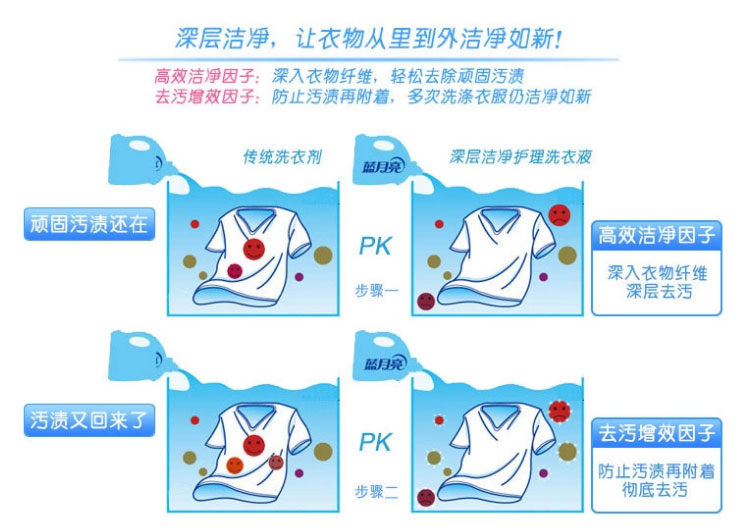 深层洁净，让衣物从里到外洁净如新！
高效洁净因子：深入衣物纤维，轻松去除顽固污渍
去污增效因子：防止污渍再附着，多次洗涤衣服仍洁净如新
传统洗衣剂
深层洁净护理洗衣液
蓝月亮
顽固污渍还在
PK
步骤一
高效洁净因子
深入衣物纤维
深层去污
蓝月亮
污渍又回来了
PK
步骤二
去污增效因子
防止污渍再附着
彻底去污